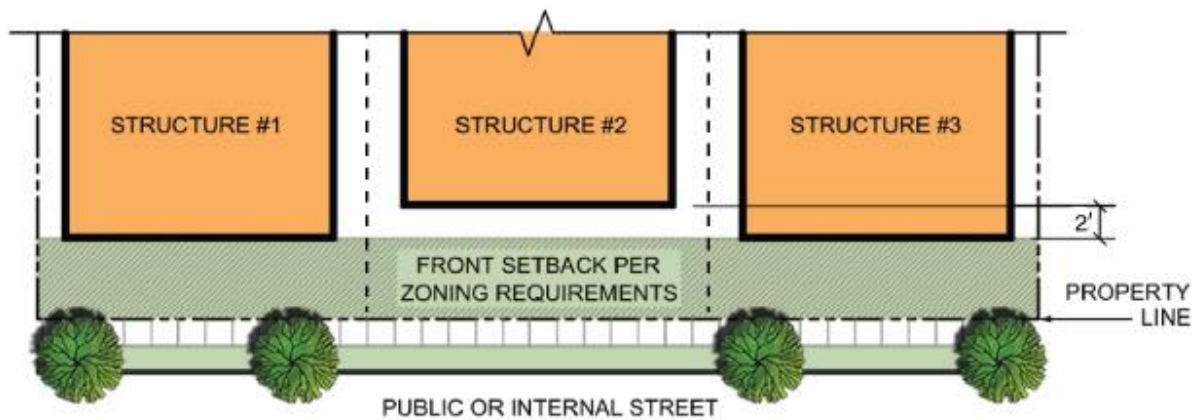 STRUCTURE #1
STRUCTURE #2
STRUCTURE #3
2'
FRONT SETBACK PER
ZONING REQUIREMENTS
PROPERTY
LINE
PUBLIC OR INTERNAL STREET